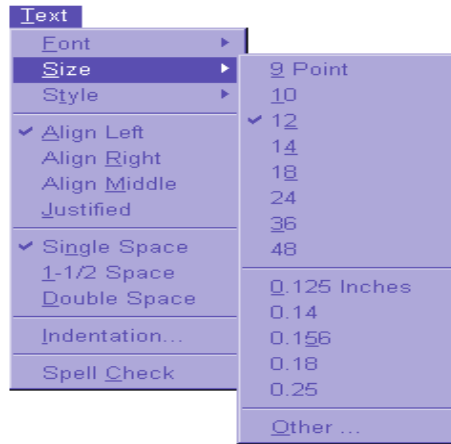 Text
Font
Size
Style
Align Left
Align Right
Align Middle
Justified
Single Space
1-1/2 Space
Double Space
Indentation...
Spell Check
9 Point
10
12
14
18
24
36
48
0.125 Inches
0.14
0.156
0.18
0.25
Other ...